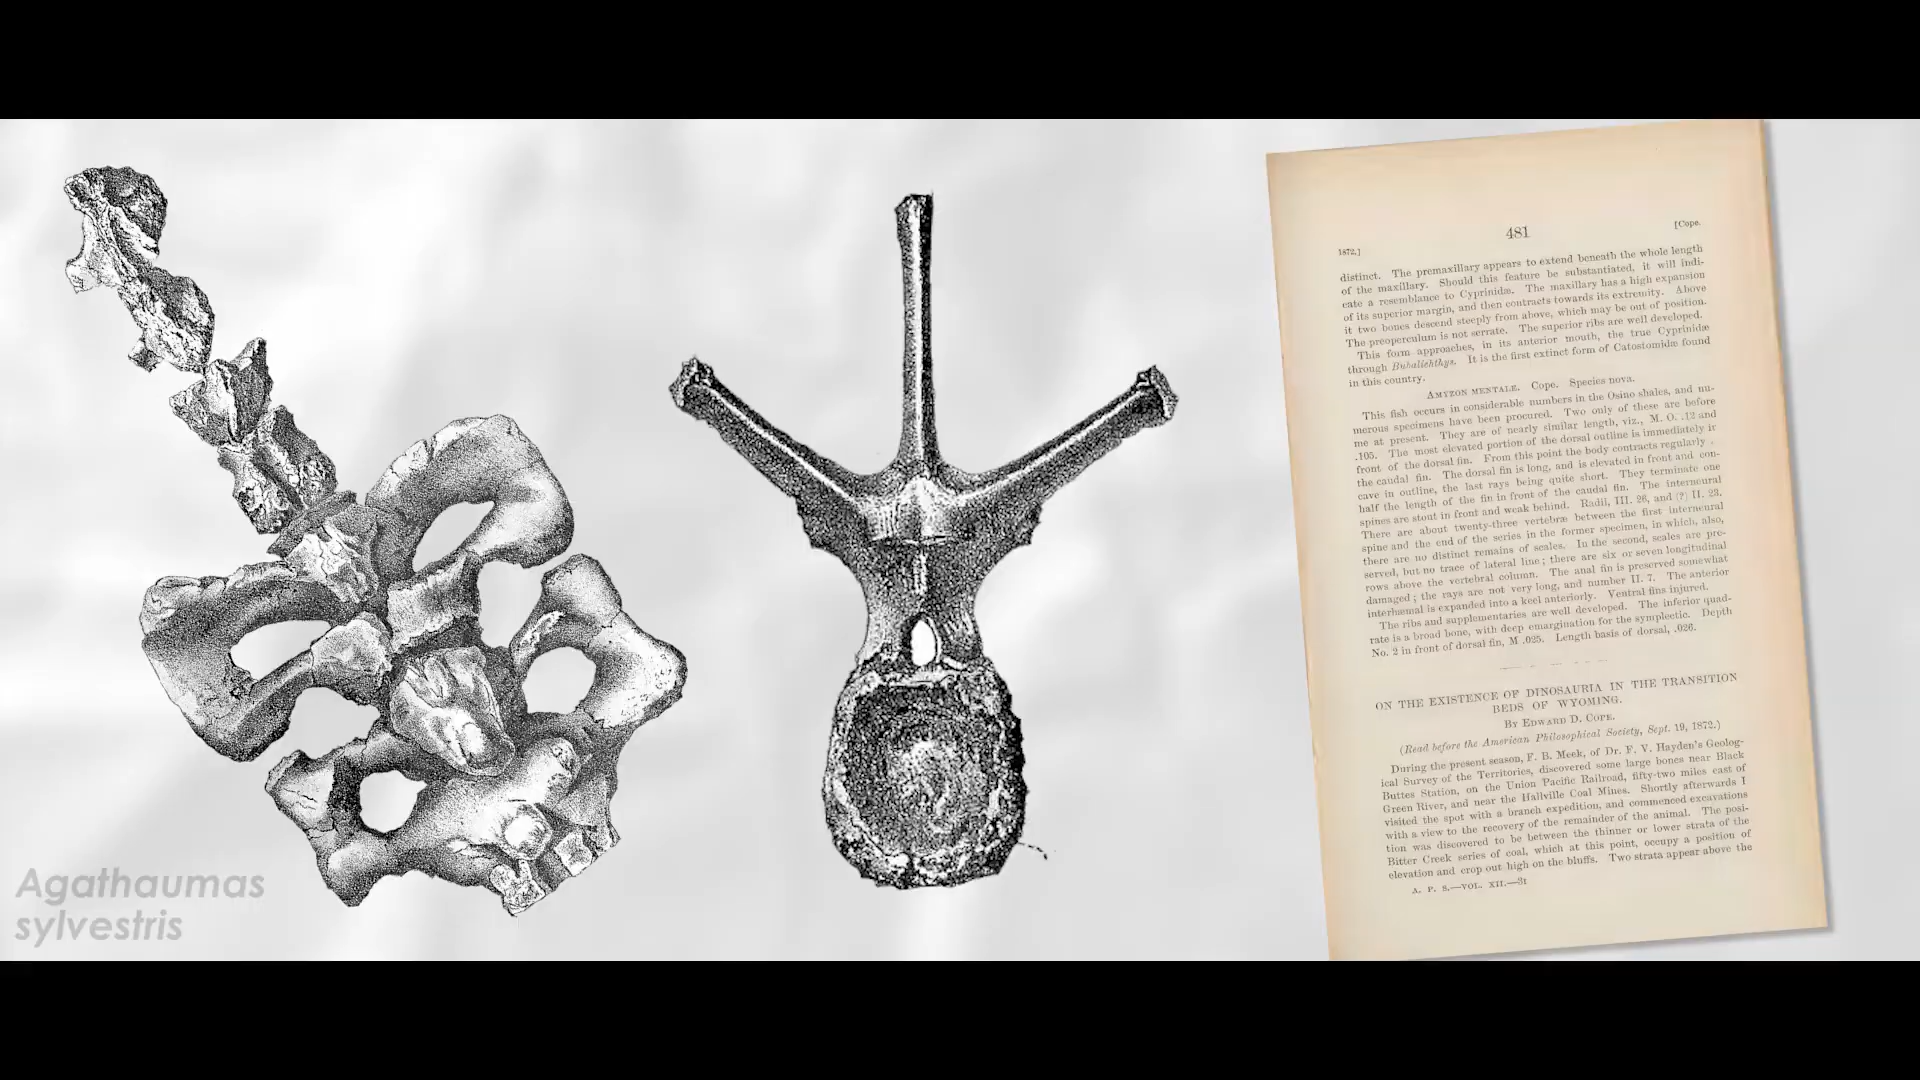 Agathaumas
sylvestris
481
[Cope.
1872.]
distinct. The premaxillary appears to extend beneath the whole length
of the maxillary. Should this feature be substantiated, it will indi-
cate a resemblance to Cyprinidæ. The maxillary has a high expansion
of its superior margin, and then contracts towards its extremity. Above
it two bones descend steeply from above, which may be out of position.
The preoperculum is not serrate. The superior ribs are well developed.
This form approaches, in its anterior mouth, the true Cyprinidæ
through Bubalichthys. It is the first extinct form of Catostomidæ found
in this country.
AMYZON MENTALE. Cope. Species nova.
This fish occurs in considerable numbers in the Osino shales, and nu-
merous specimens have been procured. Two only of these are before
me at present. They are of nearly similar length, viz., M. O. .12 and
.105. The most elevated portion of the dorsal outline is immediately ir
front of the dorsal fin. From this point the body contracts regularly
the caudal fin. The dorsal fin is long, and is elevated in front and con-
cave in outline, the last rays being quite short. They terminate one
half the length of the fin in front of the caudal fin. The interneural
spines are stout in front and weak behind. Radii, III. 26, and (?) II. 23.
There are about twenty-three vertebræ between the first interneural
spine and the end of the series in the former specimen, in which, also,
there are no distinct remains of scales. In the second, scales are pre-
served, but no trace of lateral line; there are six or seven longitudinal
rows above the vertebral column. The anal fin is preserved somewhat
damaged; the rays are not very long, and number II. 7. The anterior
interhæmal is expanded into a keel anteriorly. Ventral fins injured.
The ribs and supplementaries are well developed. The inferior quad-
rate is a broad bone, with deep emargination for the symplectic. Depth
No. 2 in front of dorsal fin, M .025. Length basis of dorsal, .026.
ON THE EXISTENCE OF DINOSAURIA IN THE TRANSITION
BEDS OF WYOMING.
BY EDWARD D. COPE.
(Read before the American Philosophical Society, Sept. 19, 1872.)
During the present season, F. B. Meek, of Dr. F. V. Hayden's Geolog-
ical Survey of the Territories, discovered some large bones near Black
Buttes Station, on the Union Pacific Railroad, fifty-two miles east of
Green River, and near the Hallville Coal Mines. Shortly afterwards I
visited the spot with a branch expedition, and commenced excavations
with a view to the recovery of the remainder of the animal. The posi-
tion was discovered to be between the thinner or lower strata of the
Bitter Creek series of coal, which at this point, occupy a position of
elevation and crop out high on the bluffs. Two strata appear above the
A. P. S.—VOL. XII.—3I